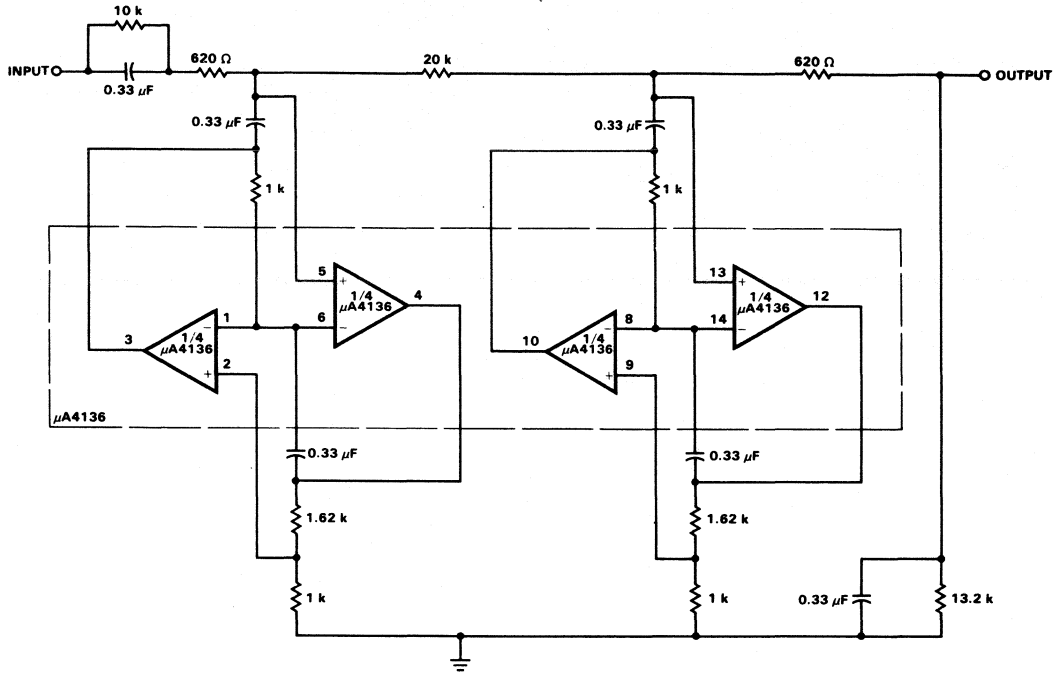 10 k
INPUT
0.33 µF
620 Ω
20 k
620 Ω
OUTPUT
0.33 µF
0.33 µF
1 k
1 k
5
+
1/4
µA4136
4
6
−
13
+
1/4
µA4136
12
14
−
1
−
1/4
µA4136
3
2
+
8
−
1/4
µA4136
10
9
+
µA4136
0.33 µF
0.33 µF
1.62 k
1.62 k
1 k
1 k
0.33 µF
13.2 k